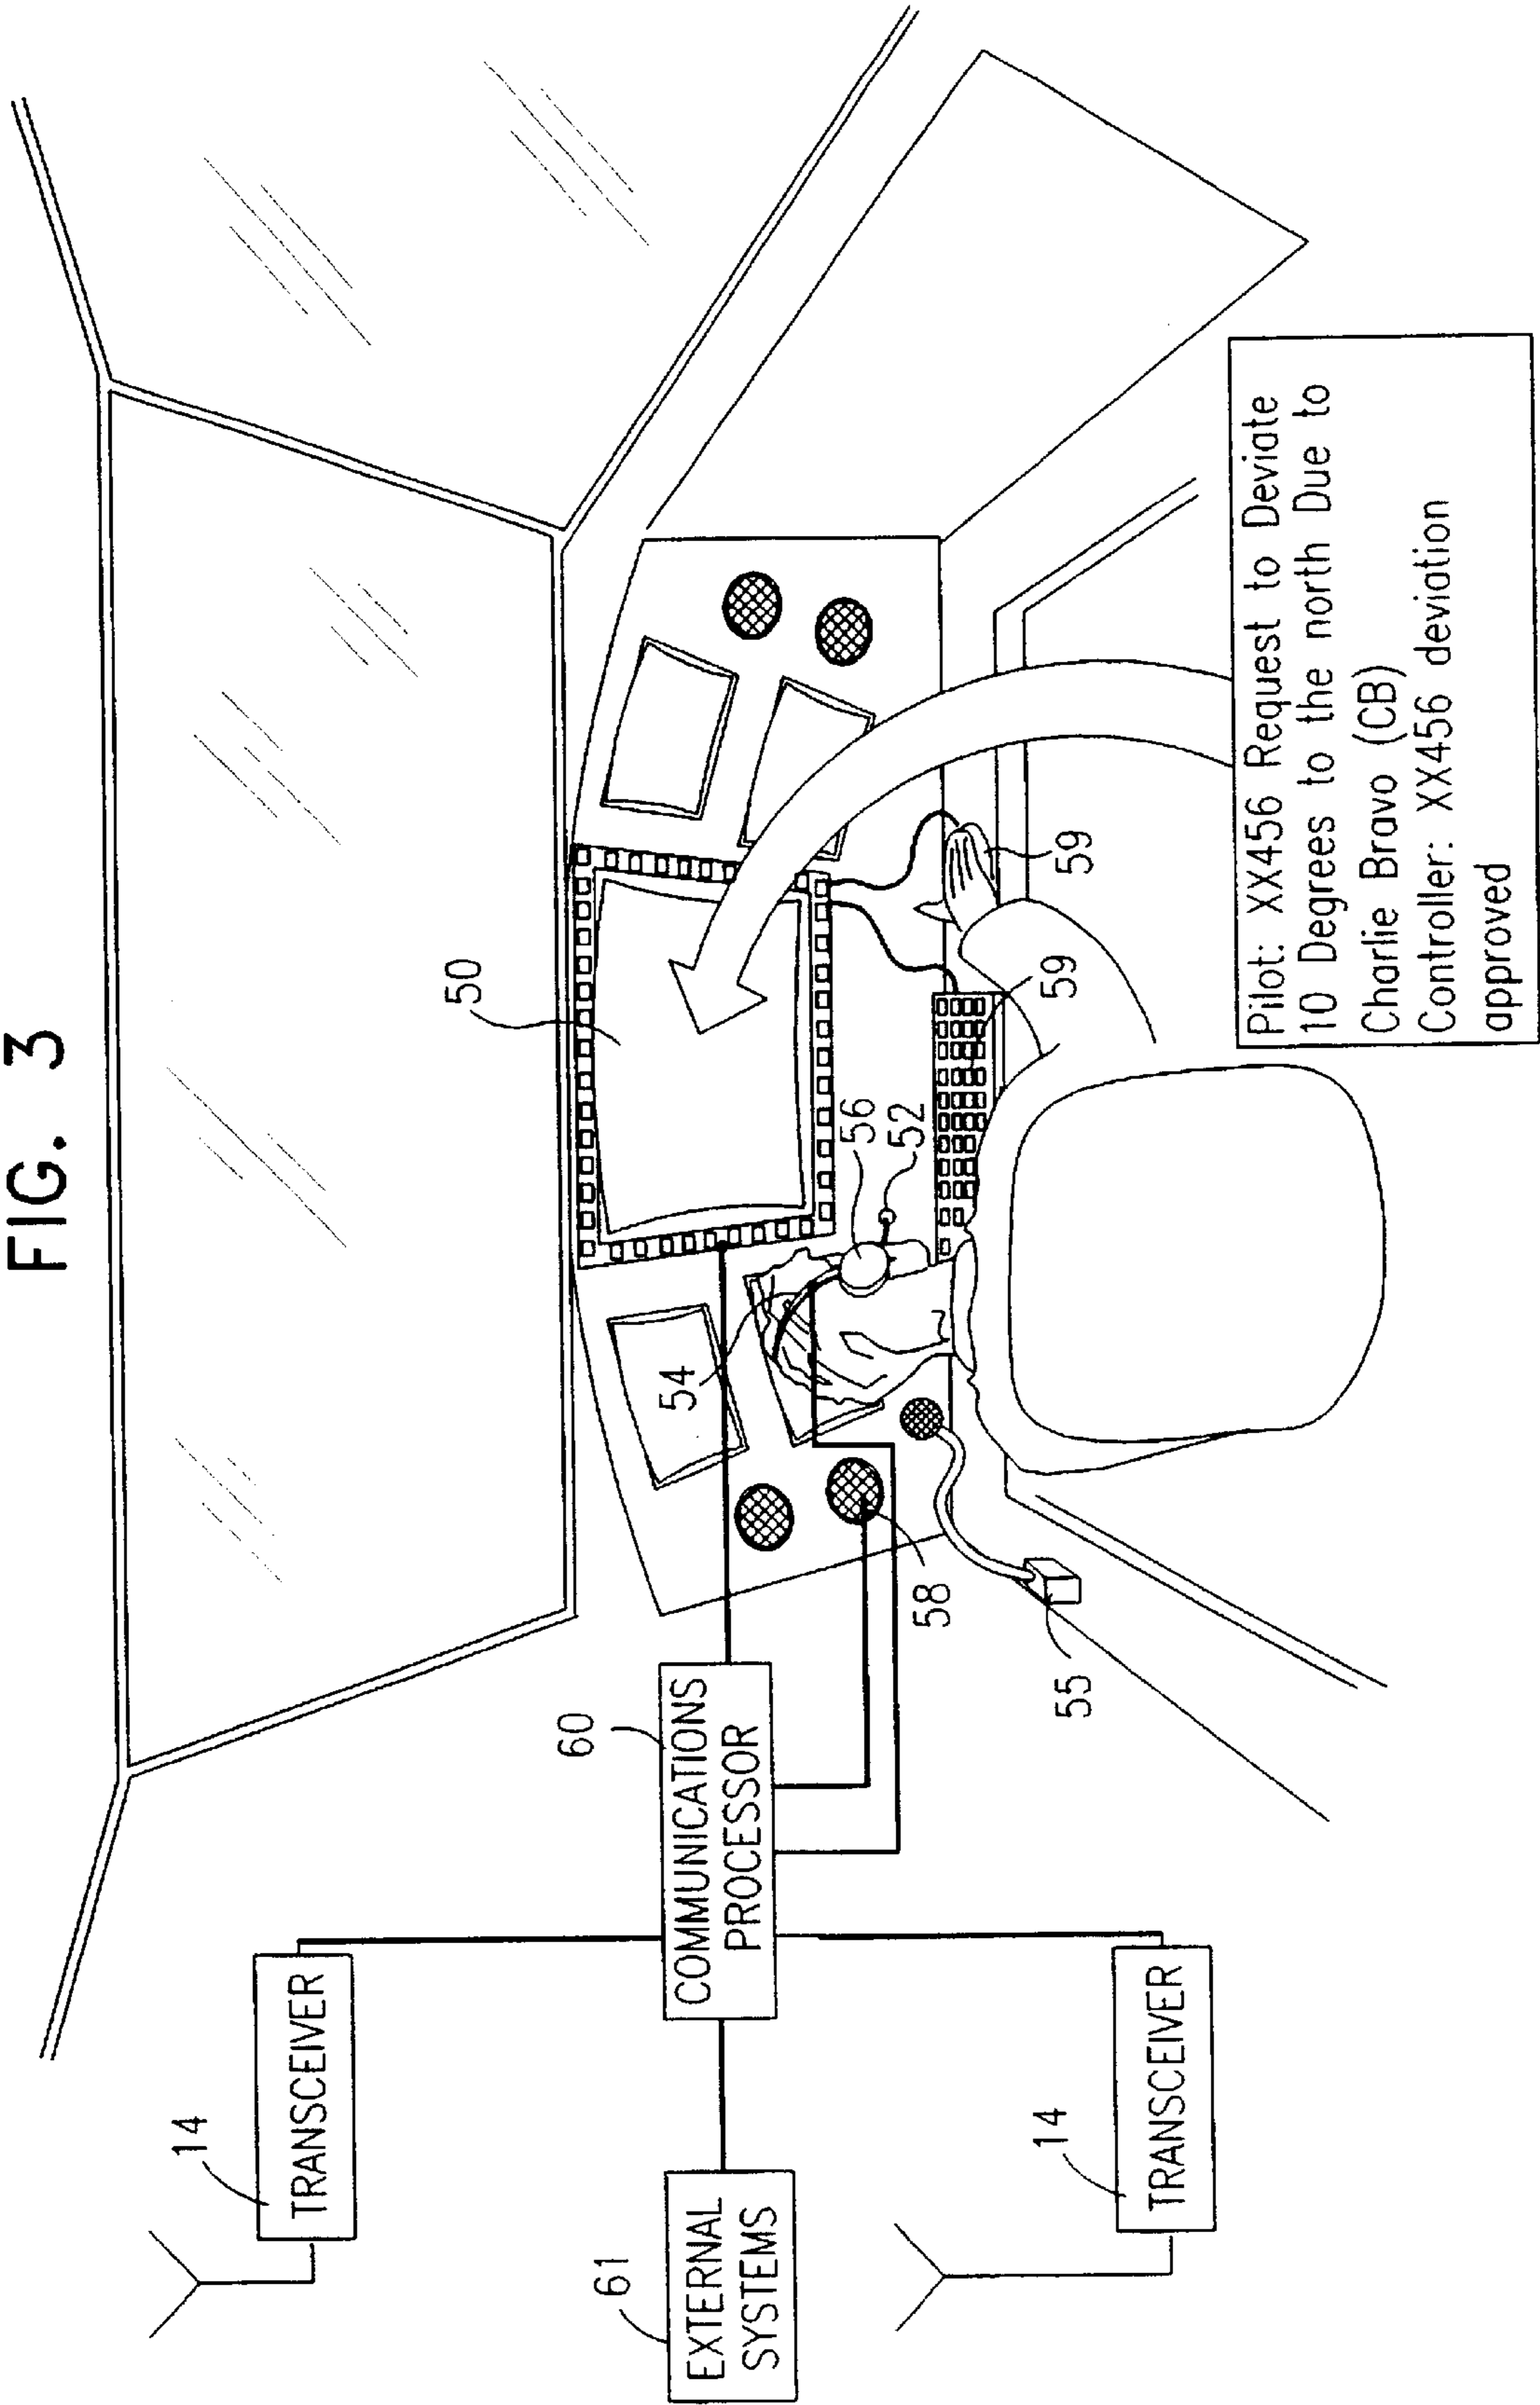 FIG. 3
14
TRANSCEIVER
61
EXTERNAL
SYSTEMS
14
TRANSCEIVER
60
COMMUNICATIONS
PROCESSOR
50
54
56
52
58
55
59
59
Pilot: XX456 Request to Deviate
10 Degrees to the north Due to
Charlie Bravo (CB)
Controller: XX456 deviation
approved